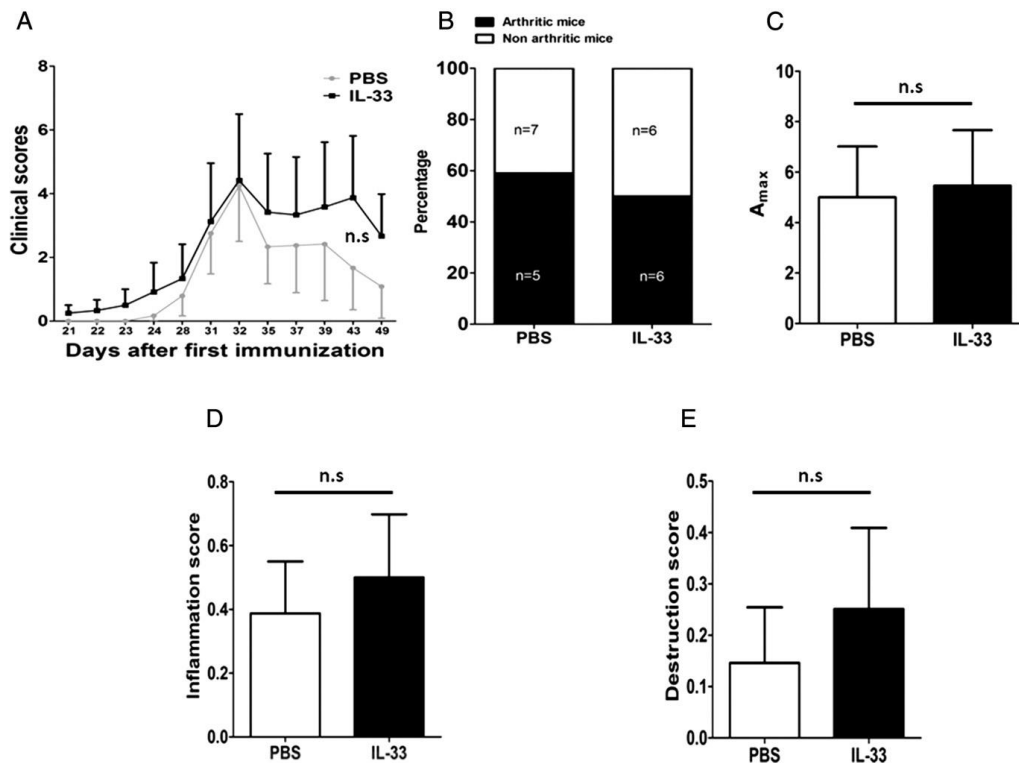 A
8
6
4
2
0
Clinical scores
PBS
IL-33
n.s
21 22 23 24 28 31 32 35 37 39 43 49
Days after first immunization
B
Arthritic mice
Non arthritic mice
100
80
60
40
20
0
Percentage
n=7
n=6
n=5
n=6
PBS IL-33
C
10
8
6
4
2
0
Amax
n.s
PBS IL-33
D
0.8
0.6
0.4
0.2
0.0
Inflammation score
n.s
PBS IL-33
E
0.5
0.4
0.3
0.2
0.1
0.0
Destruction score
n.s
PBS IL-33